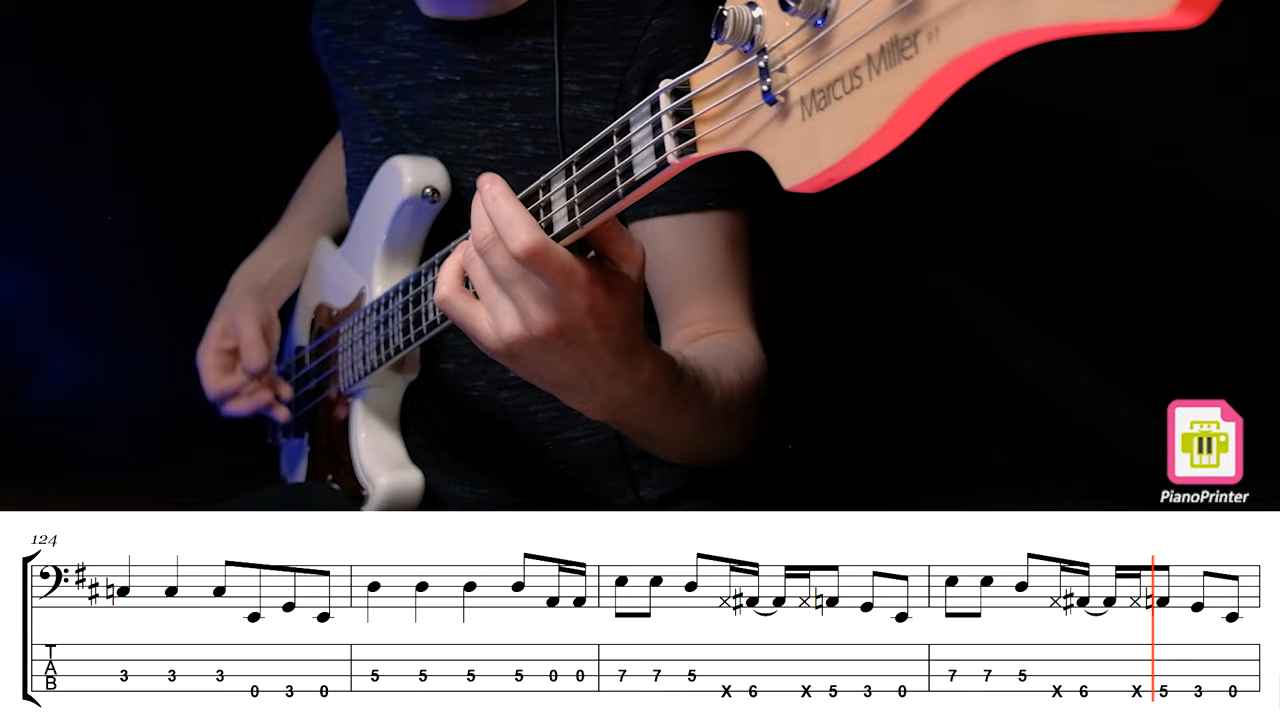 Marcus Miller
PianoPrinter
124
T
A
B
3 3 3 5 5 5 5 0 0 7 7 5 7 7 5
0 3 0 X 6 X 5 3 0 X 6 X 5 3 0